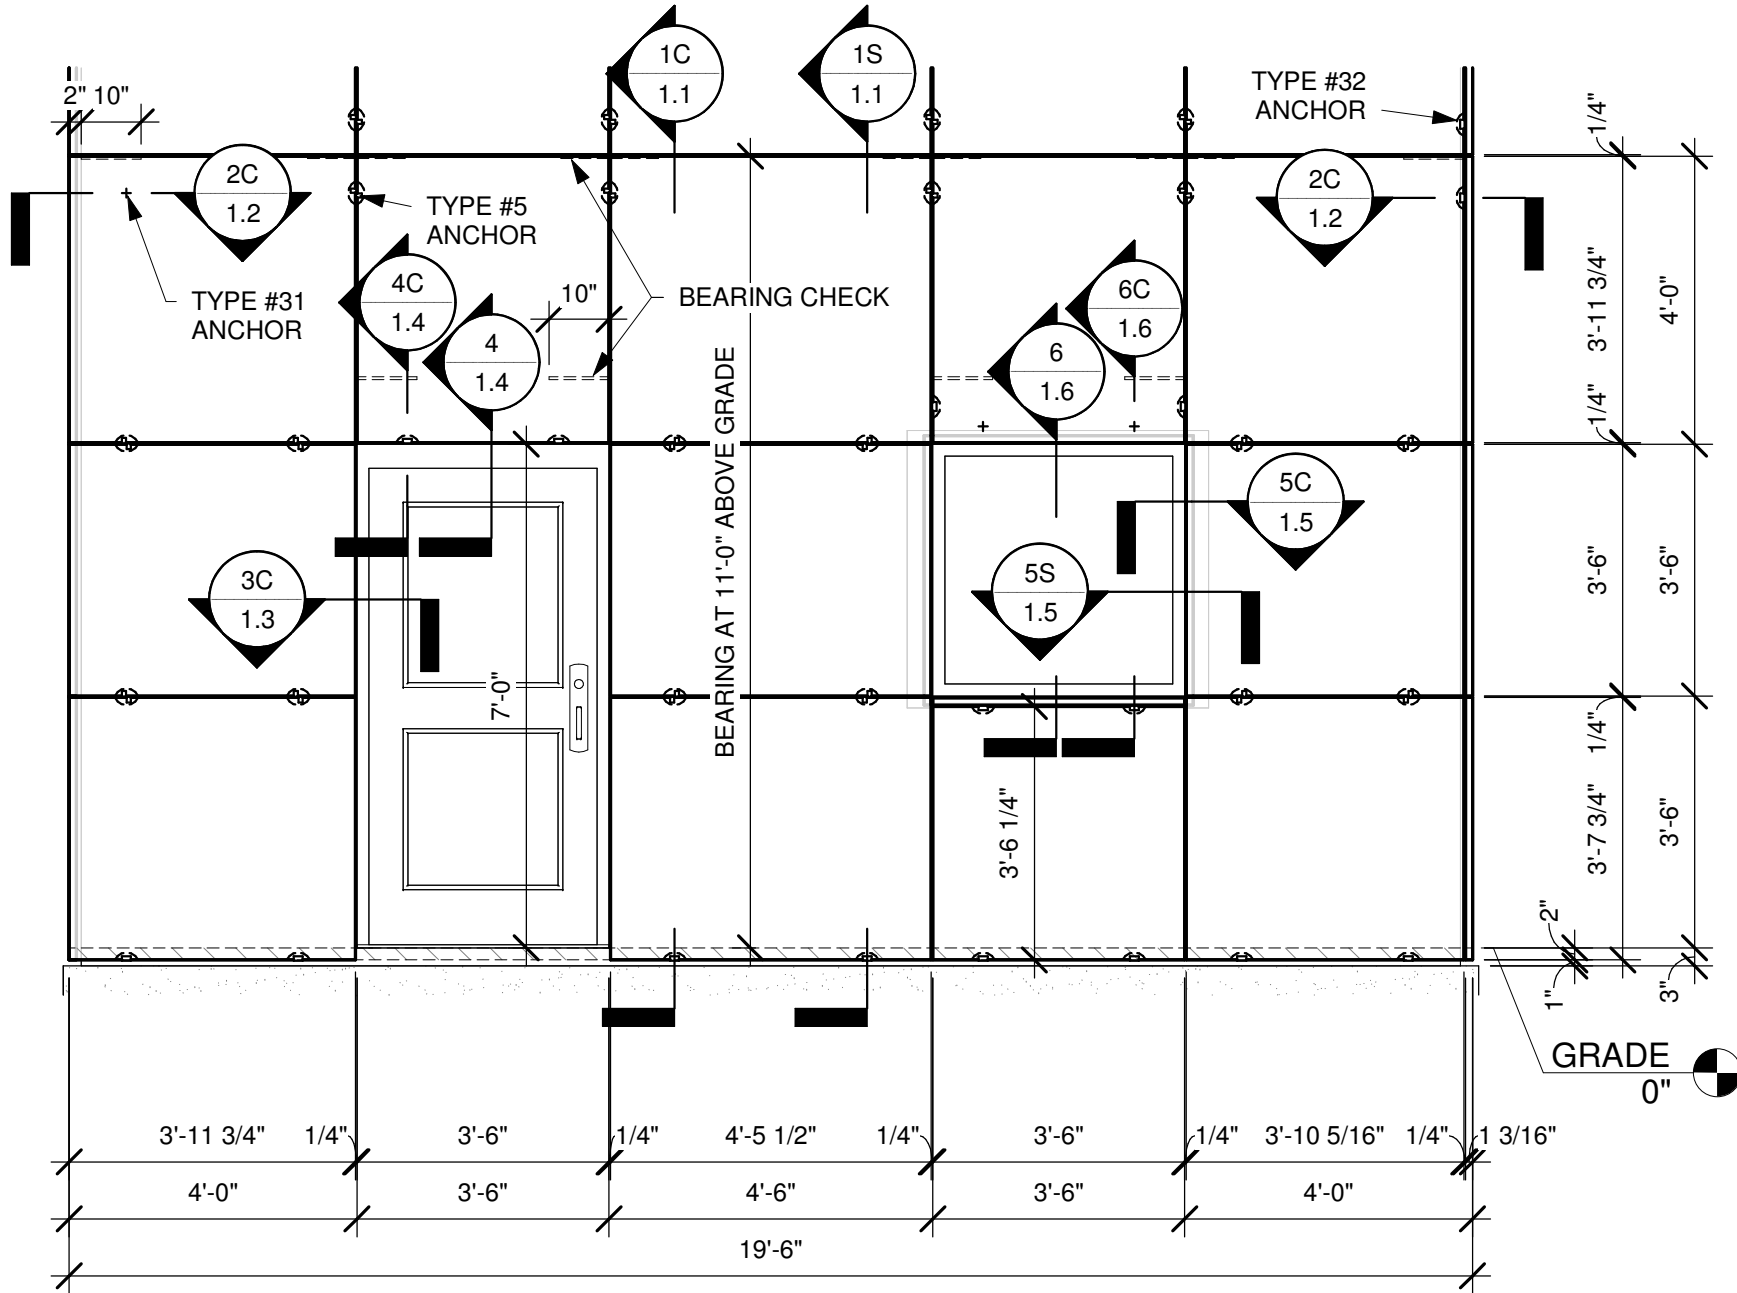 1C
1.1
1S
1.1
TYPE #32
ANCHOR
2" 10"
1/4"
2C
1.2
2C
1.2
TYPE #5
ANCHOR
4C
1.4
6C
1.6
TYPE #31
ANCHOR
10"
BEARING CHECK
3'-11 3/4"
4'-0"
4
1.4
6
1.6
1/4"
BEARING AT 11'-0" ABOVE GRADE
5C
1.5
3C
1.3
5S
1.5
3'-6"
3'-6"
7'-0"
1/4"
3'-6 1/4"
3'-7 3/4"
3'-6"
2"
1"
3"
GRADE
0"
3'-11 3/4" 1/4" 3'-6" 1/4" 4'-5 1/2" 1/4" 3'-6" 1/4" 3'-10 5/16" 1/4" 1 3/16"
4'-0" 3'-6" 4'-6" 3'-6" 4'-0"
19'-6"